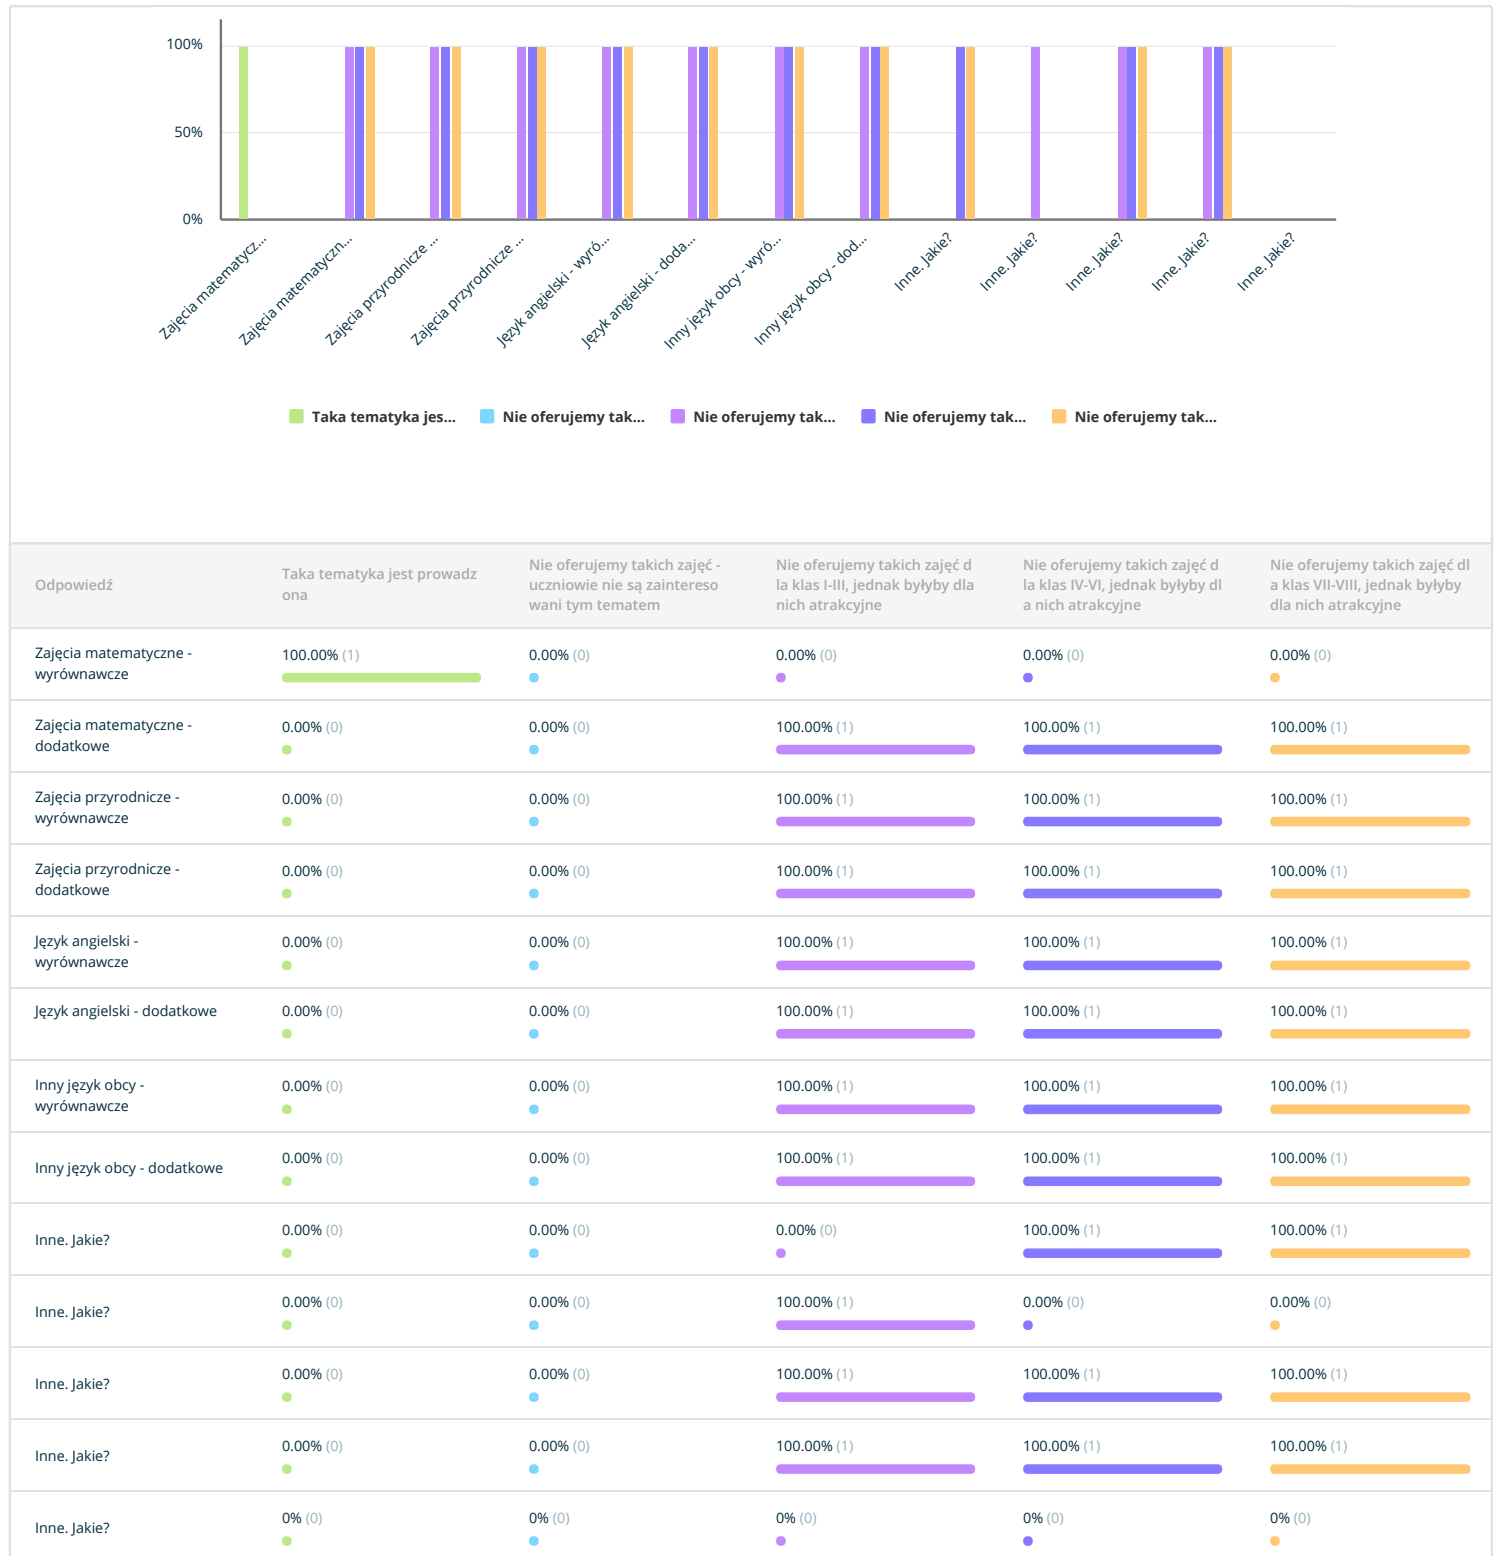 100%
50%
0%
Zajęcia matematycz...
Zajęcia matematyczn...
Zajęcia przyrodnicze ...
Zajęcia przyrodnicze ...
Język angielski - wyró...
Język angielski - doda...
Inny język obcy - wyró...
Inny język obcy - dod...
Inne. Jakie?
Inne. Jakie?
Inne. Jakie?
Inne. Jakie?
Inne. Jakie?
Taka tematyka jes... Nie oferujemy tak... Nie oferujemy tak... Nie oferujemy tak... Nie oferujemy tak...
Odpowiedź
Taka tematyka jest prowadz
ona
Nie oferujemy takich zajęć -
uczniowie nie są zaintereso
wani tym tematem
Nie oferujemy takich zajęć d
la klas I-III, jednak byłyby dla
nich atrakcyjne
Nie oferujemy takich zajęć d
la klas IV-VI, jednak byłyby dl
a nich atrakcyjne
Nie oferujemy takich zajęć dl
a klas VII-VIII, jednak byłyby
dla nich atrakcyjne
Zajęcia matematyczne -
wyrównawcze
100.00% (1) 0.00% (0) 0.00% (0) 0.00% (0) 0.00% (0)
Zajęcia matematyczne -
dodatkowe
0.00% (0) 0.00% (0) 100.00% (1) 100.00% (1) 100.00% (1)
Zajęcia przyrodnicze -
wyrównawcze
0.00% (0) 0.00% (0) 100.00% (1) 100.00% (1) 100.00% (1)
Zajęcia przyrodnicze -
dodatkowe
0.00% (0) 0.00% (0) 100.00% (1) 100.00% (1) 100.00% (1)
Język angielski -
wyrównawcze
0.00% (0) 0.00% (0) 100.00% (1) 100.00% (1) 100.00% (1)
Język angielski - dodatkowe 0.00% (0) 0.00% (0) 100.00% (1) 100.00% (1) 100.00% (1)
Inny język obcy -
wyrównawcze
0.00% (0) 0.00% (0) 100.00% (1) 100.00% (1) 100.00% (1)
Inny język obcy - dodatkowe 0.00% (0) 0.00% (0) 100.00% (1) 100.00% (1) 100.00% (1)
Inne. Jakie? 0.00% (0) 0.00% (0) 0.00% (0) 100.00% (1) 100.00% (1)
Inne. Jakie? 0.00% (0) 0.00% (0) 100.00% (1) 0.00% (0) 0.00% (0)
Inne. Jakie? 0.00% (0) 0.00% (0) 100.00% (1) 100.00% (1) 100.00% (1)
Inne. Jakie? 0.00% (0) 0.00% (0) 100.00% (1) 100.00% (1) 100.00% (1)
Inne. Jakie? 0% (0) 0% (0) 0% (0) 0% (0) 0% (0)